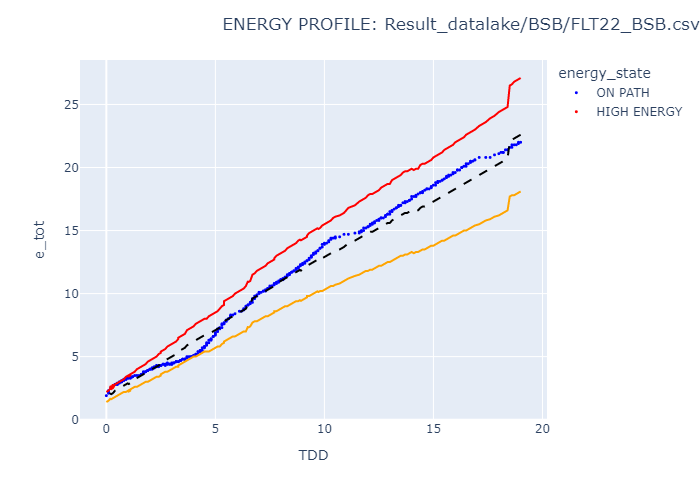 ENERGY PROFILE: Result_datalake/BSB/FLT22_BSB.csv
energy_state
ON PATH
HIGH ENERGY
e_tot
25
20
15
10
5
0
0
5
10
15
20
TDD